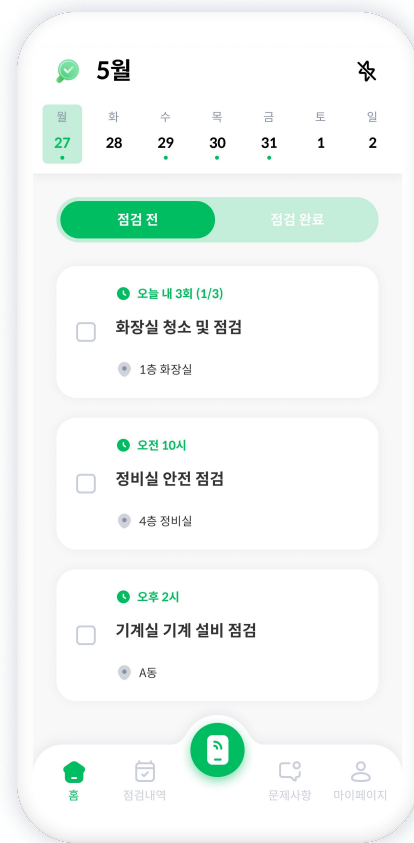 5월
월 화 수 목 금 토 일
27 28 29 30 31 1 2
점검 전 점검 완료
오늘 내 3회 (1/3)
화장실 청소 및 점검
1층 화장실
오전 10시
정비실 안전 점검
4층 정비실
오후 2시
기계실 기계 설비 점검
A동
홈 점검내역 문제사항 마이페이지